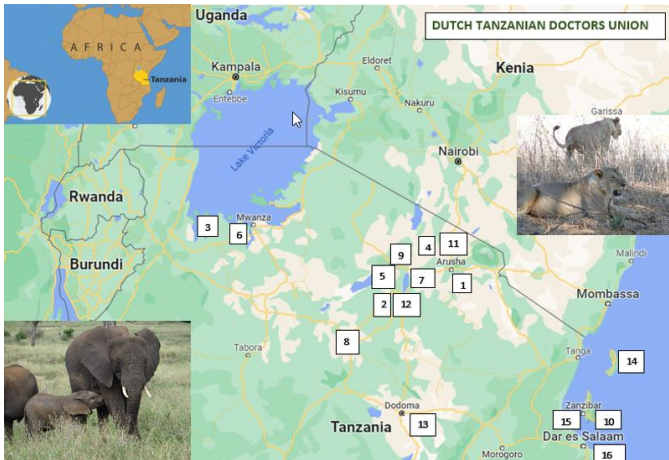 DUTCH TANZANIAN DOCTORS UNION
AFRICA
Tanzania
Uganda
Kampala
Entebbe
Eldoret
Kenia
Kisumu
Nakuru
Garissa
Lake Victoria
Nairobi
Rwanda
Mwanza
3
6
Burundi
4
11
9
Arusha
5
7
1
2
12
Malindi
Mombassa
8
Tabora
Tanga
14
Dodoma
13
Tanzania
Zanzibar
15
10
Dar es Salaam
Morogoro
16